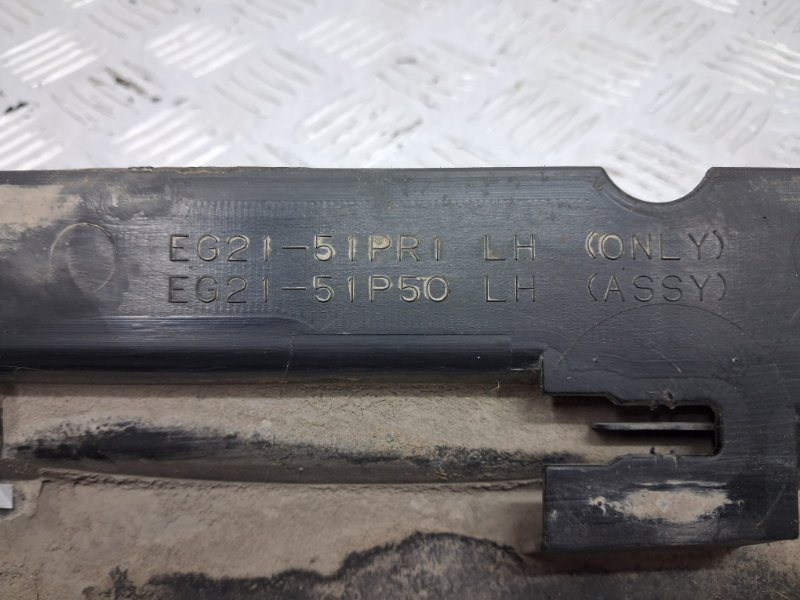 EG21-51PR1 LH (ONLY)
EG21-51P50 LH (ASSY)